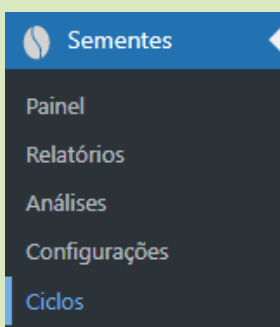 Sementes
Painel
Relatórios
Análises
Configurações
Ciclos